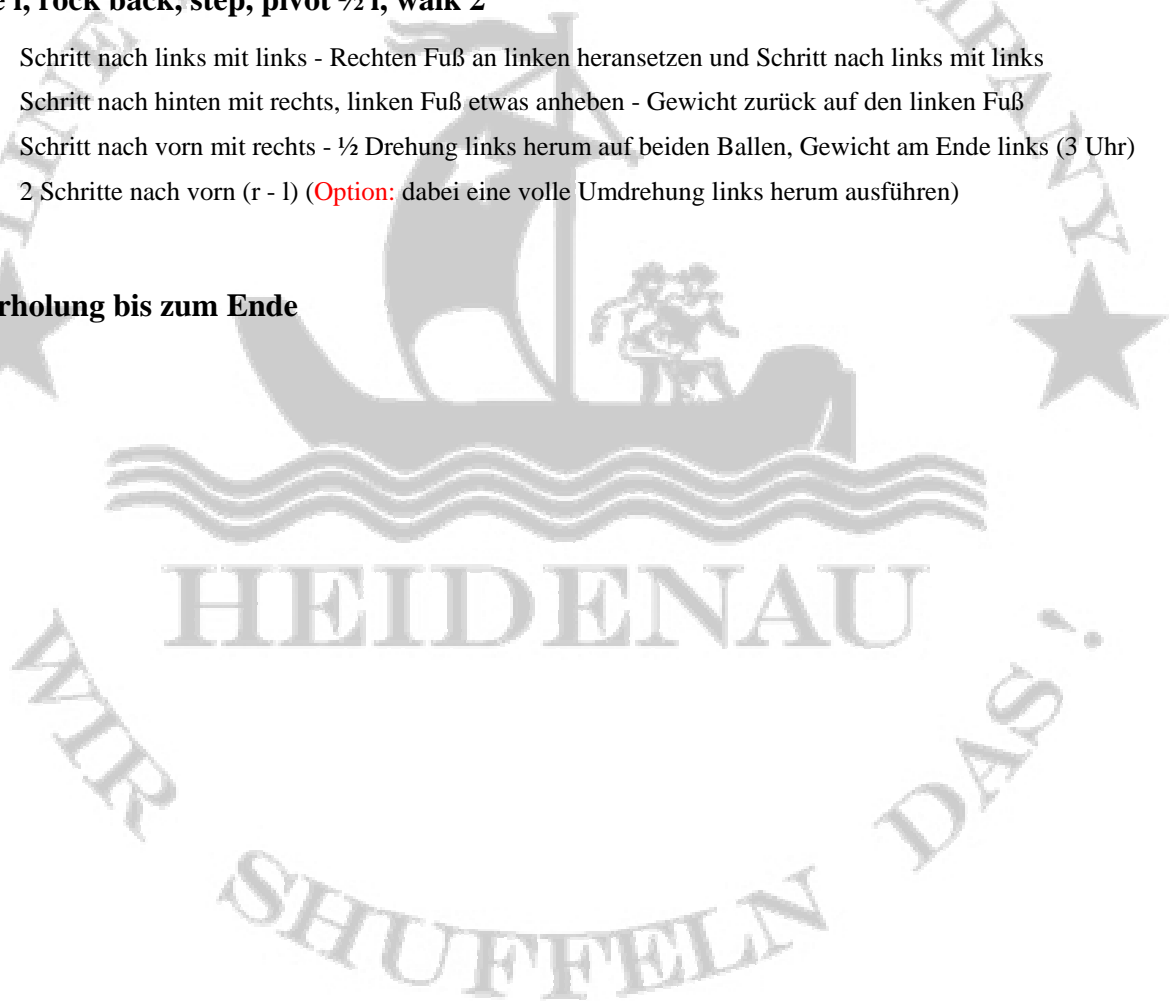 e l, rock back, step, pivot ½ l, walk 2
Schritt nach links mit links - Rechten Fuß an linken heransetzen und Schritt nach links mit links
Schritt nach hinten mit rechts, linken Fuß etwas anheben - Gewicht zurück auf den linken Fuß
Schritt nach vorn mit rechts - ½ Drehung links herum auf beiden Ballen, Gewicht am Ende links (3 Uhr)
2 Schritte nach vorn (r - l) (Option: dabei eine volle Umdrehung links herum ausführen)
rholung bis zum Ende
LINE
MPANY
HEIDENAU
WIR SHUFFELN DAS !